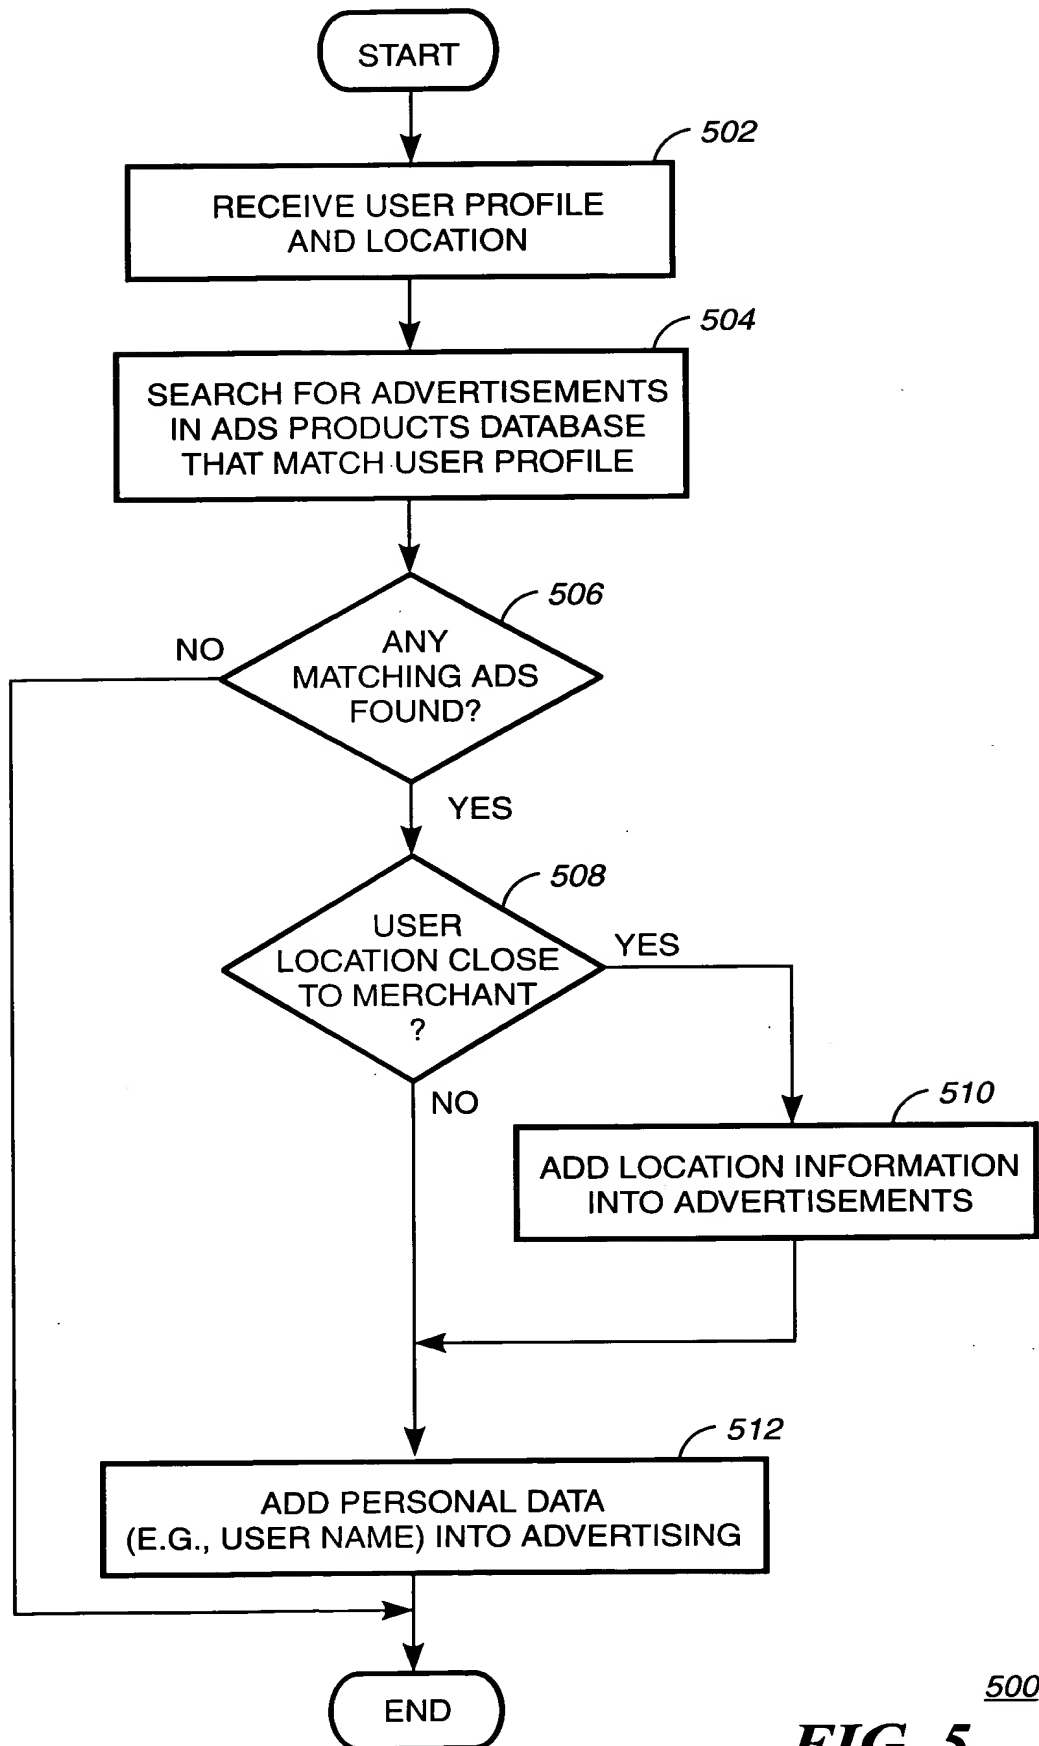 START
502
RECEIVE USER PROFILE
AND LOCATION
504
SEARCH FOR ADVERTISEMENTS
IN ADS PRODUCTS DATABASE
THAT MATCH USER PROFILE
506
NO
ANY
MATCHING ADS
FOUND?
YES
508
USER
LOCATION CLOSE
TO MERCHANT
?
YES
NO
510
ADD LOCATION INFORMATION
INTO ADVERTISEMENTS
512
ADD PERSONAL DATA
(E.G., USER NAME) INTO ADVERTISING
END
500
FIG. 5